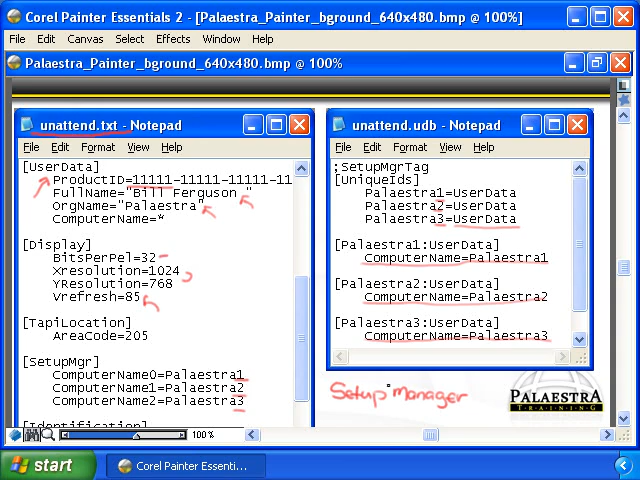 Corel Painter Essentials 2 - [Palaestra_Painter_bground_640x480.bmp @ 100%]
File Edit Canvas Select Effects Window Help
Palaestra_Painter_bground_640x480.bmp @ 100%
unattend.txt - Notepad
File Edit Format View Help
[UserData]
ProductID=11111-11111-11111-11
FullName="Bill Ferguson "
OrgName="Palaestra"
ComputerName=*
[Display]
BitsPerPel=32
Xresolution=1024
YResolution=768
Vrefresh=85
[TapiLocation]
AreaCode=205
[SetupMgr]
ComputerName0=Palaestra1
ComputerName1=Palaestra2
ComputerName2=Palaestra3
[Identification]
unattend.udb - Notepad
File Edit Format View Help
;SetupMgrTag
[UniqueIds]
Palaestra1=UserData
Palaestra2=UserData
Palaestra3=UserData
[Palaestra1:UserData]
ComputerName=Palaestra1
[Palaestra2:UserData]
ComputerName=Palaestra2
[Palaestra3:UserData]
ComputerName=Palaestra3
Setup manager
PALAESTRA
TRAINING
100%
start
Corel Painter Essenti...